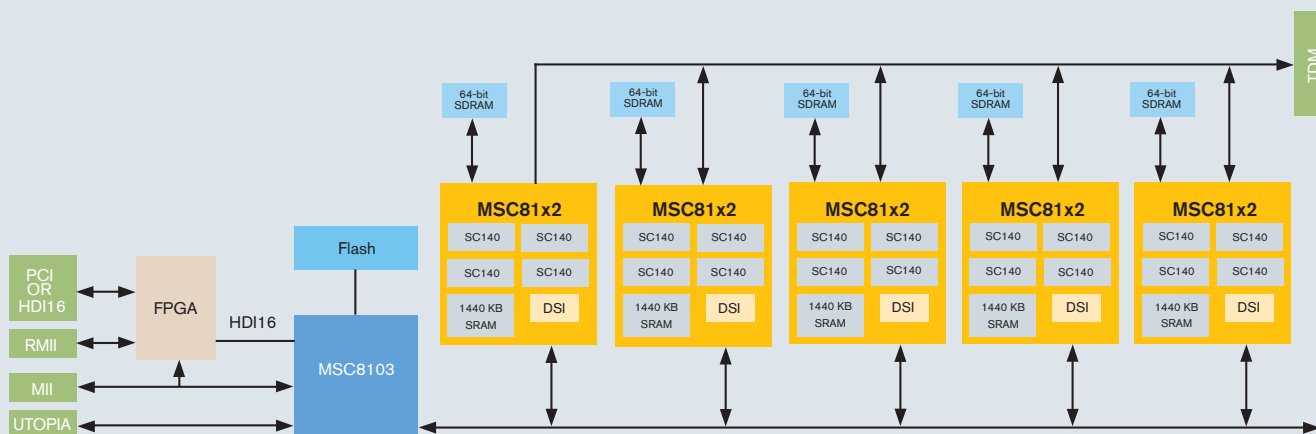 TDM
64-bit
SDRAM
64-bit
SDRAM
64-bit
SDRAM
64-bit
SDRAM
64-bit
SDRAM
MSC81x2
SC140 SC140
SC140 SC140
1440 KB
SRAM
DSI
MSC81x2
SC140 SC140
SC140 SC140
1440 KB
SRAM
DSI
MSC81x2
SC140 SC140
SC140 SC140
1440 KB
SRAM
DSI
MSC81x2
SC140 SC140
SC140 SC140
1440 KB
SRAM
DSI
MSC81x2
SC140 SC140
SC140 SC140
1440 KB
SRAM
DSI
Flash
PCI
OR
HDI16
FPGA
HDI16
RMII
MSC8103
MII
UTOPIA